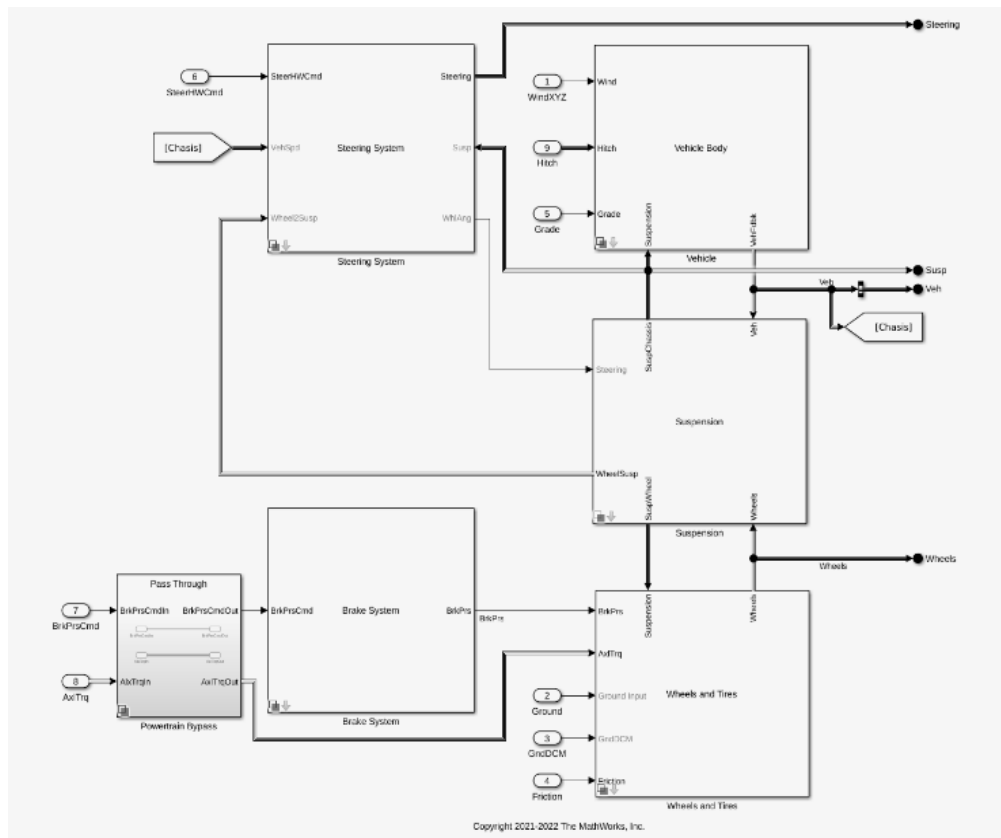 Steering
6
SteerHWCmd
SteerHWCmd
Steering
[Chasis]
VehSpd
Steering System
Susp
Wheel2Susp
WhlAng
Steering System
1
WindXYZ
Wind
9
Hitch
Hitch
Vehicle Body
5
Grade
Grade
Suspension
VehFdbk
Vehicle
Susp
Veh
Veh
[Chasis]
SuspChassis
Veh
Steering
Suspension
WheelSusp
SuspWheel
Wheels
Suspension
Wheels
Wheels
Pass Through
7
BrkPrsCmd
BrkPrsCmdIn
BrkPrsCmdOut
8
AxlTrq
AlxTrqIn
AxlTrqOut
Powertrain Bypass
BrkPrsCmd
Brake System
BrkPrs
BrkPrs
Brake System
Suspension
Wheels
BrkPrs
AxlTrq
2
Ground
Ground Input
Wheels and Tires
3
GndDCM
GndDCM
4
Friction
Friction
Wheels and Tires
Copyright 2021-2022 The MathWorks, Inc.